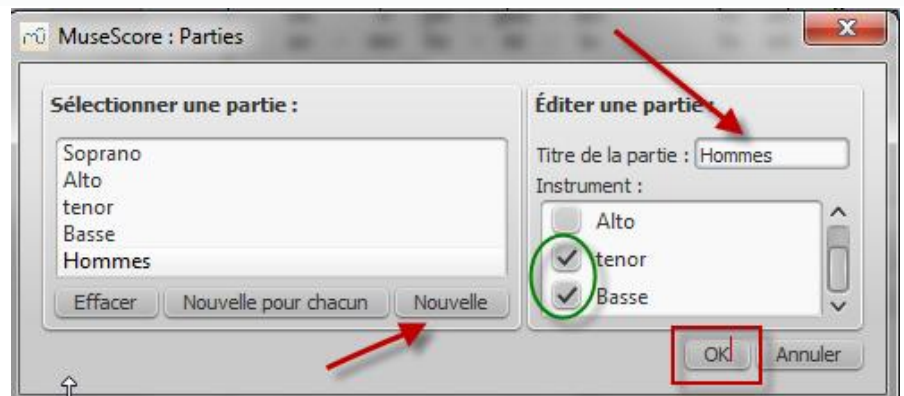 MuseScore : Parties
Sélectionner une partie :
Soprano
Alto
tenor
Basse
Hommes
Effacer
Nouvelle pour chacun
Nouvelle
Éditer une partie :
Titre de la partie : Hommes
Instrument :
Alto
tenor
Basse
OK
Annuler